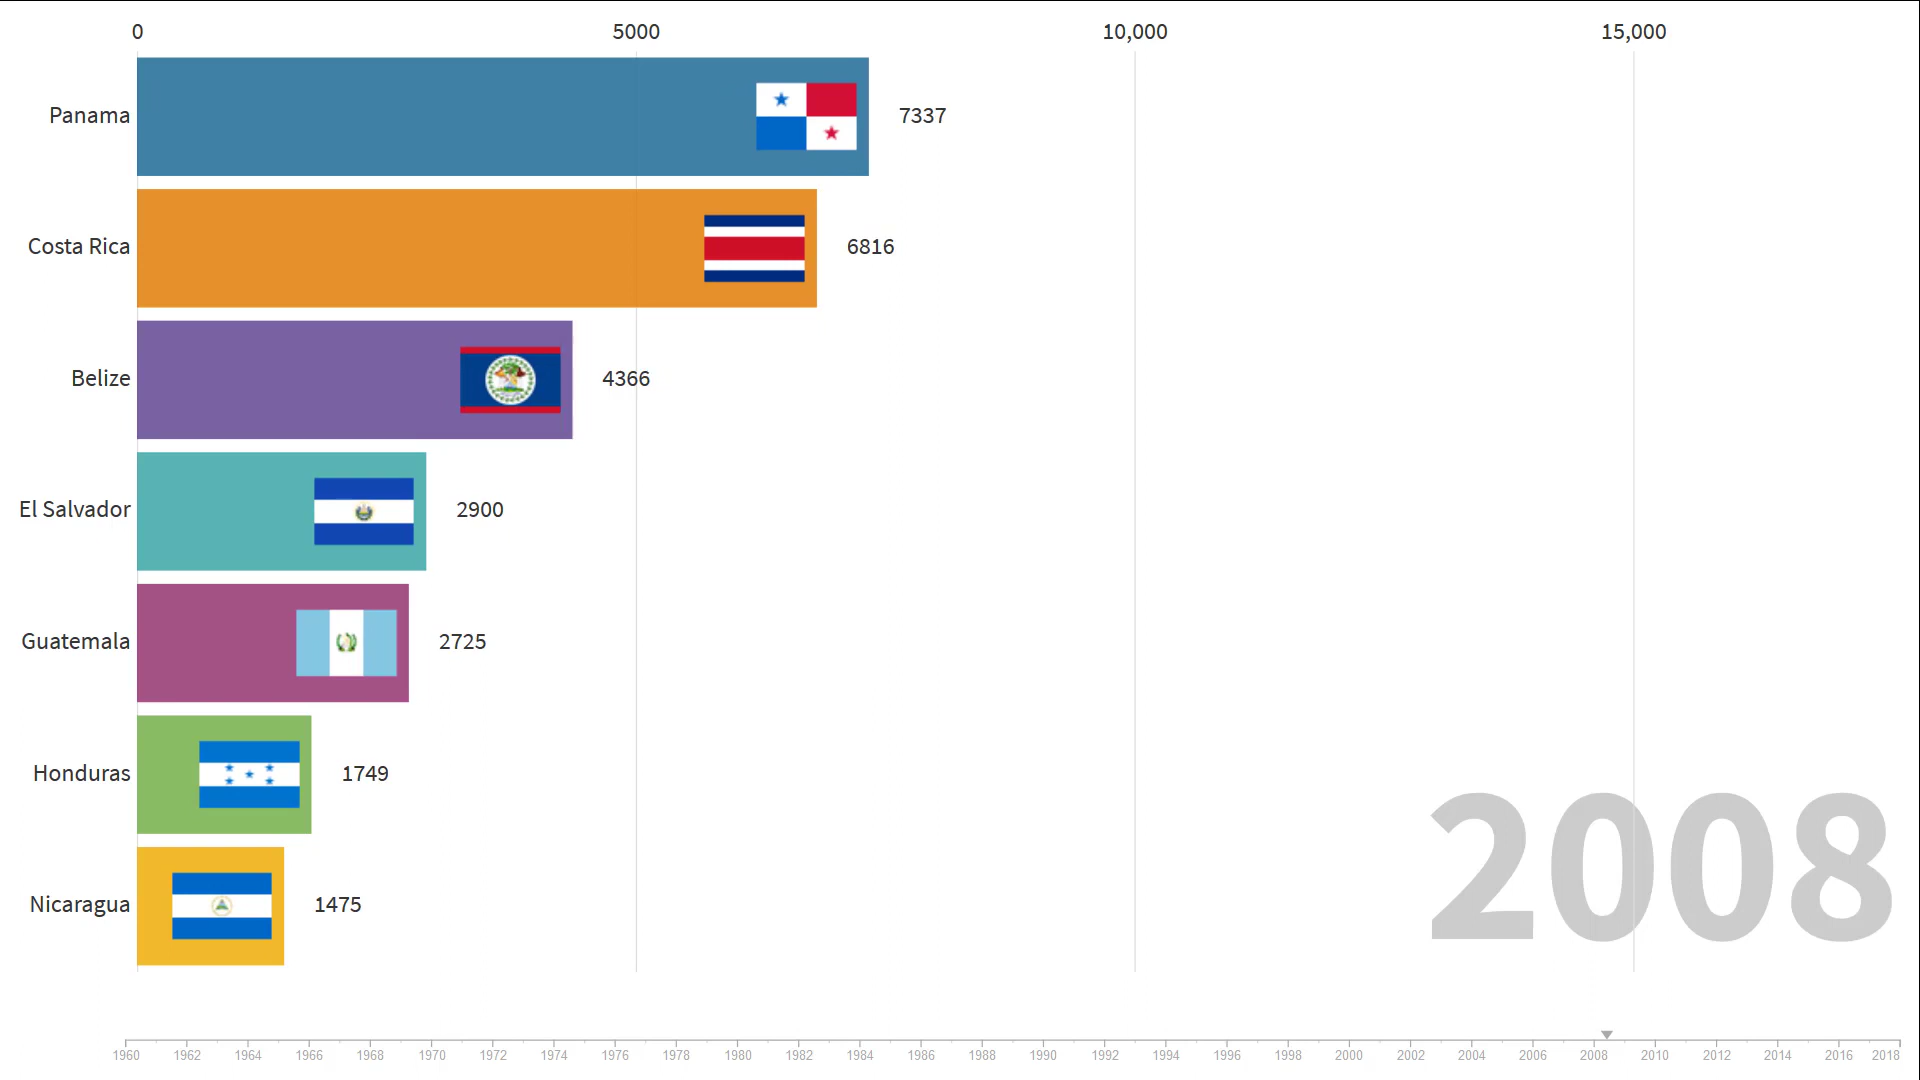 0 5000 10,000 15,000
Panama 7337
Costa Rica 6816
Belize 4366
El Salvador 2900
Guatemala 2725
Honduras 1749
Nicaragua 1475
2008
1960 1962 1964 1966 1968 1970 1972 1974 1976 1978 1980 1982 1984 1986 1988 1990 1992 1994 1996 1998 2000 2002 2004 2006 2008 2010 2012 2014 2016 2018